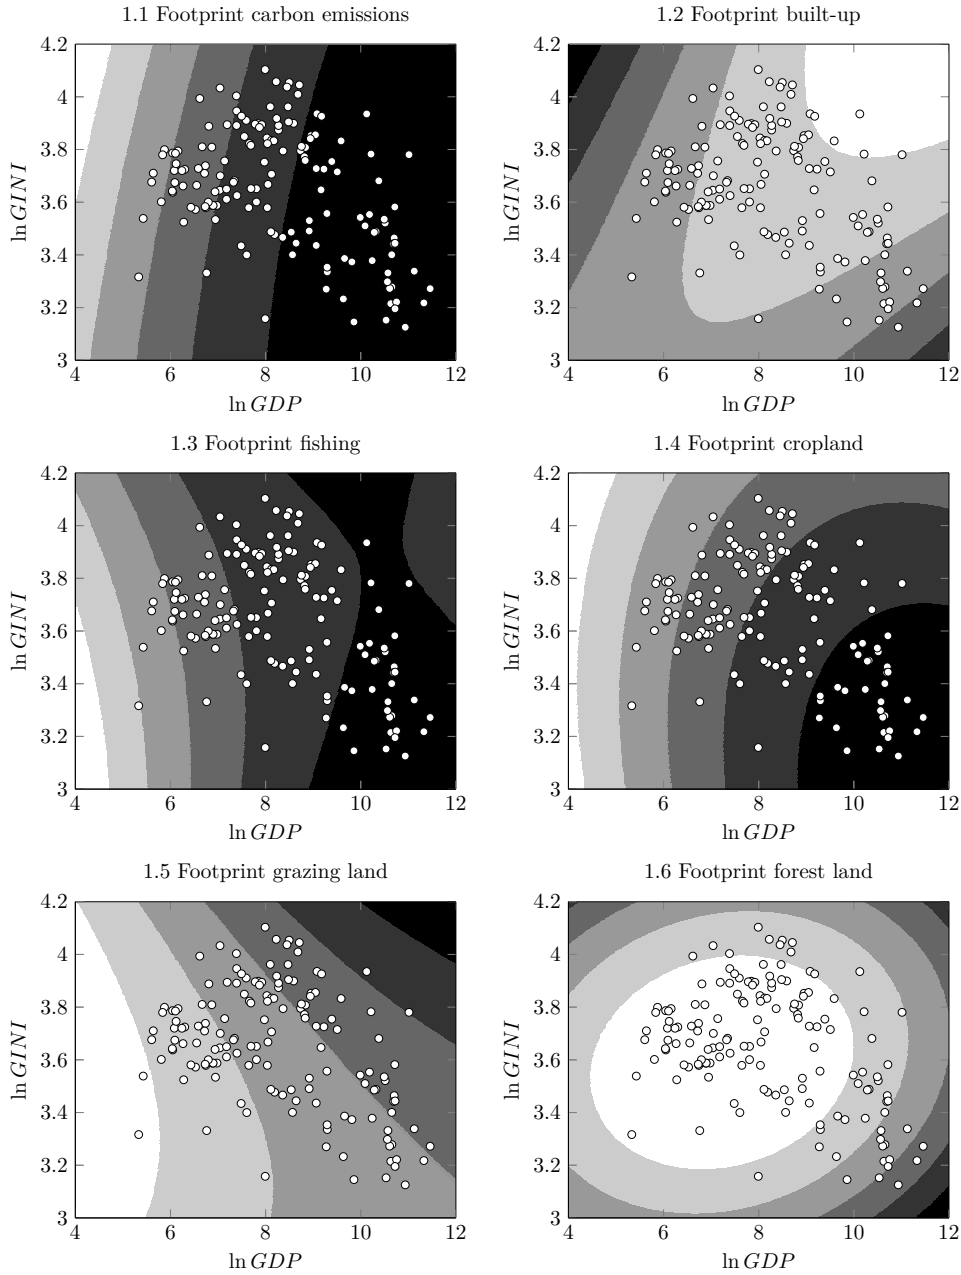 1.1 Footprint carbon emissions
1.2 Footprint built-up
4.2
4
3.8
3.6
3.4
3.2
3
ln GINI
4 6 8 10 12
ln GDP
4.2
4
3.8
3.6
3.4
3.2
3
ln GINI
4 6 8 10 12
ln GDP
1.3 Footprint fishing
1.4 Footprint cropland
4.2
4
3.8
3.6
3.4
3.2
3
ln GINI
4 6 8 10 12
ln GDP
4.2
4
3.8
3.6
3.4
3.2
3
ln GINI
4 6 8 10 12
ln GDP
1.5 Footprint grazing land
1.6 Footprint forest land
4.2
4
3.8
3.6
3.4
3.2
3
ln GINI
4 6 8 10 12
ln GDP
4.2
4
3.8
3.6
3.4
3.2
3
ln GINI
4 6 8 10 12
ln GDP